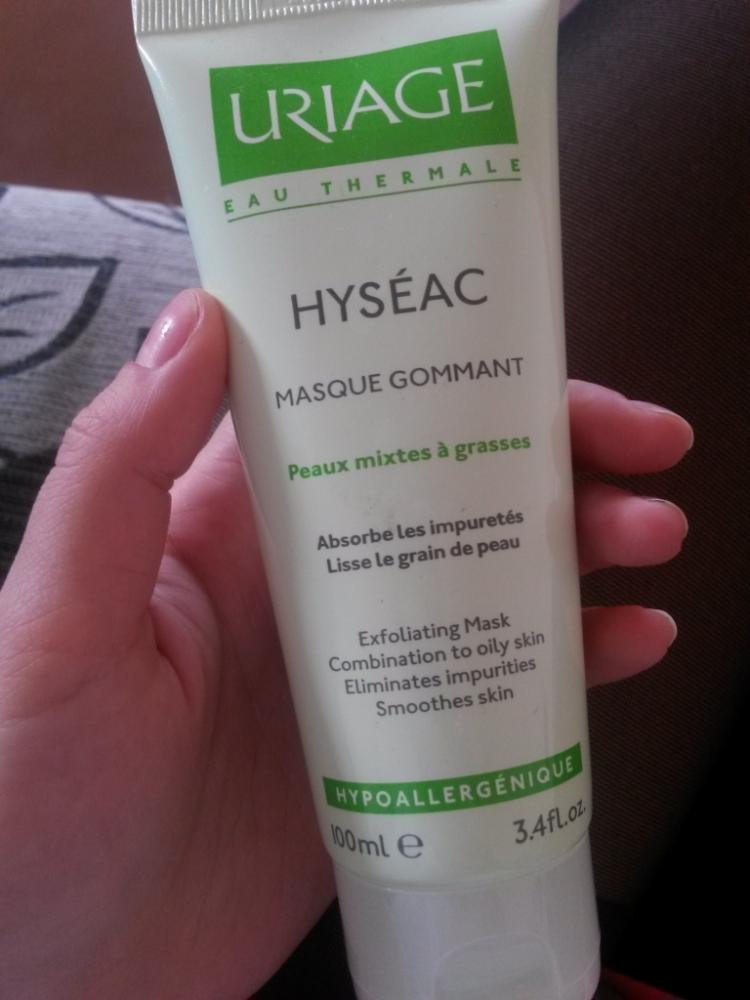 URIAGE
EAU THERMALE
HYSÉAC
MASQUE GOMMANT
Peaux mixtes à grasses
Absorbe les impuretés
Lisse le grain de peau
Exfoliating Mask
Combination to oily skin
Eliminates impurities
Smoothes skin
HYPOALLERGÉNIQUE
100ml ℮ 3.4fl.oz.